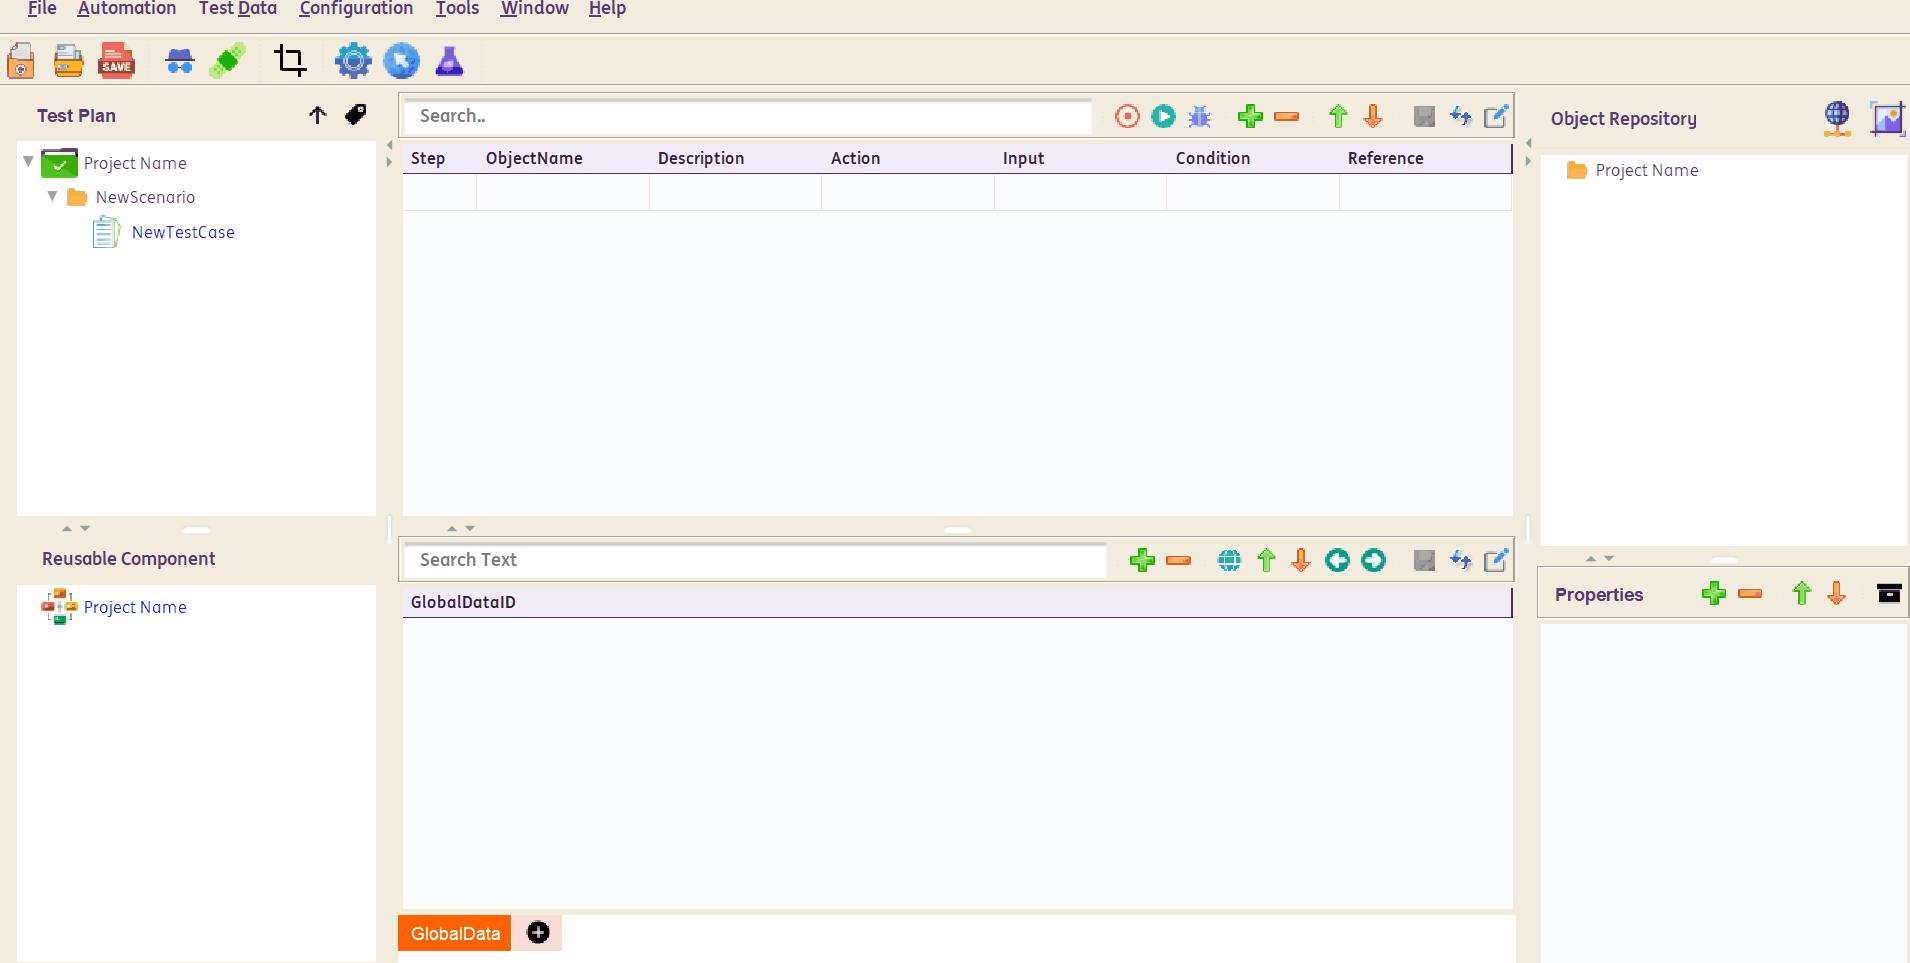 File Automation Test Data Configuration Tools Window Help
SAVE
Test Plan
Project Name
NewScenario
NewTestCase
Search..
Step ObjectName Description Action Input Condition Reference
Object Repository
Project Name
Reusable Component
Project Name
Search Text
GlobalDataID
GlobalData
Properties